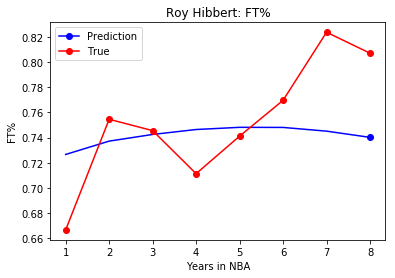 Roy Hibbert: FT%
Prediction
True
FT%
0.82
0.80
0.78
0.76
0.74
0.72
0.70
0.68
0.66
1 2 3 4 5 6 7 8
Years in NBA